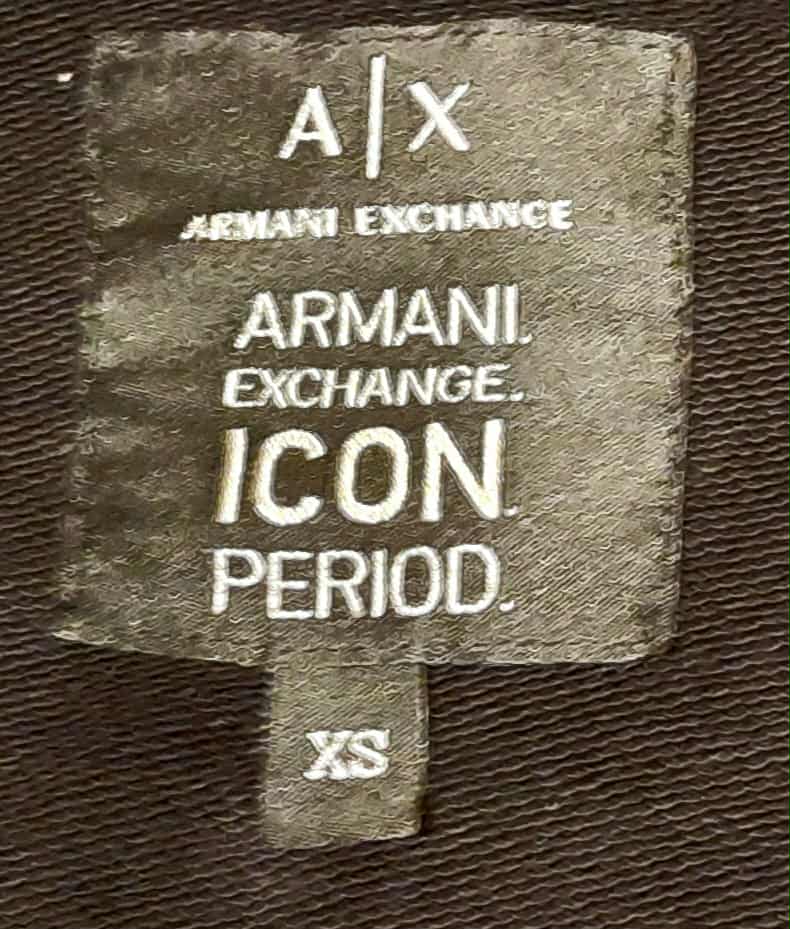 A|X
ARMANI EXCHANGE
ARMANI.
EXCHANGE.
ICON.
PERIOD.
XS